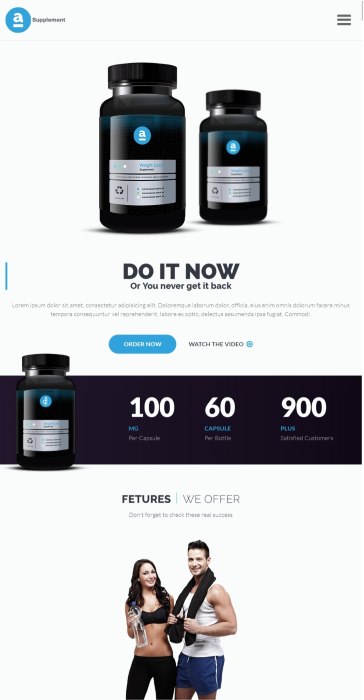 a Supplement
a
a
Weight Loss
Supplement
DO IT NOW
Or You never get it back
Lorem ipsum dolor sit amet, consectetur adipisicing elit. Doloremque laborum dolor, officia, eius enim omnis dolores facere minus
tempora consequuntur vel reprehenderit, labore ex optio, delectus assumenda ipsa fugiat. Commodi.
ORDER NOW WATCH THE VIDEO
100 60 900
MG CAPSULE PLUS
Per Capsule Per Bottle Satisfied Customers
FETURES WE OFFER
Don't forget to check these real success